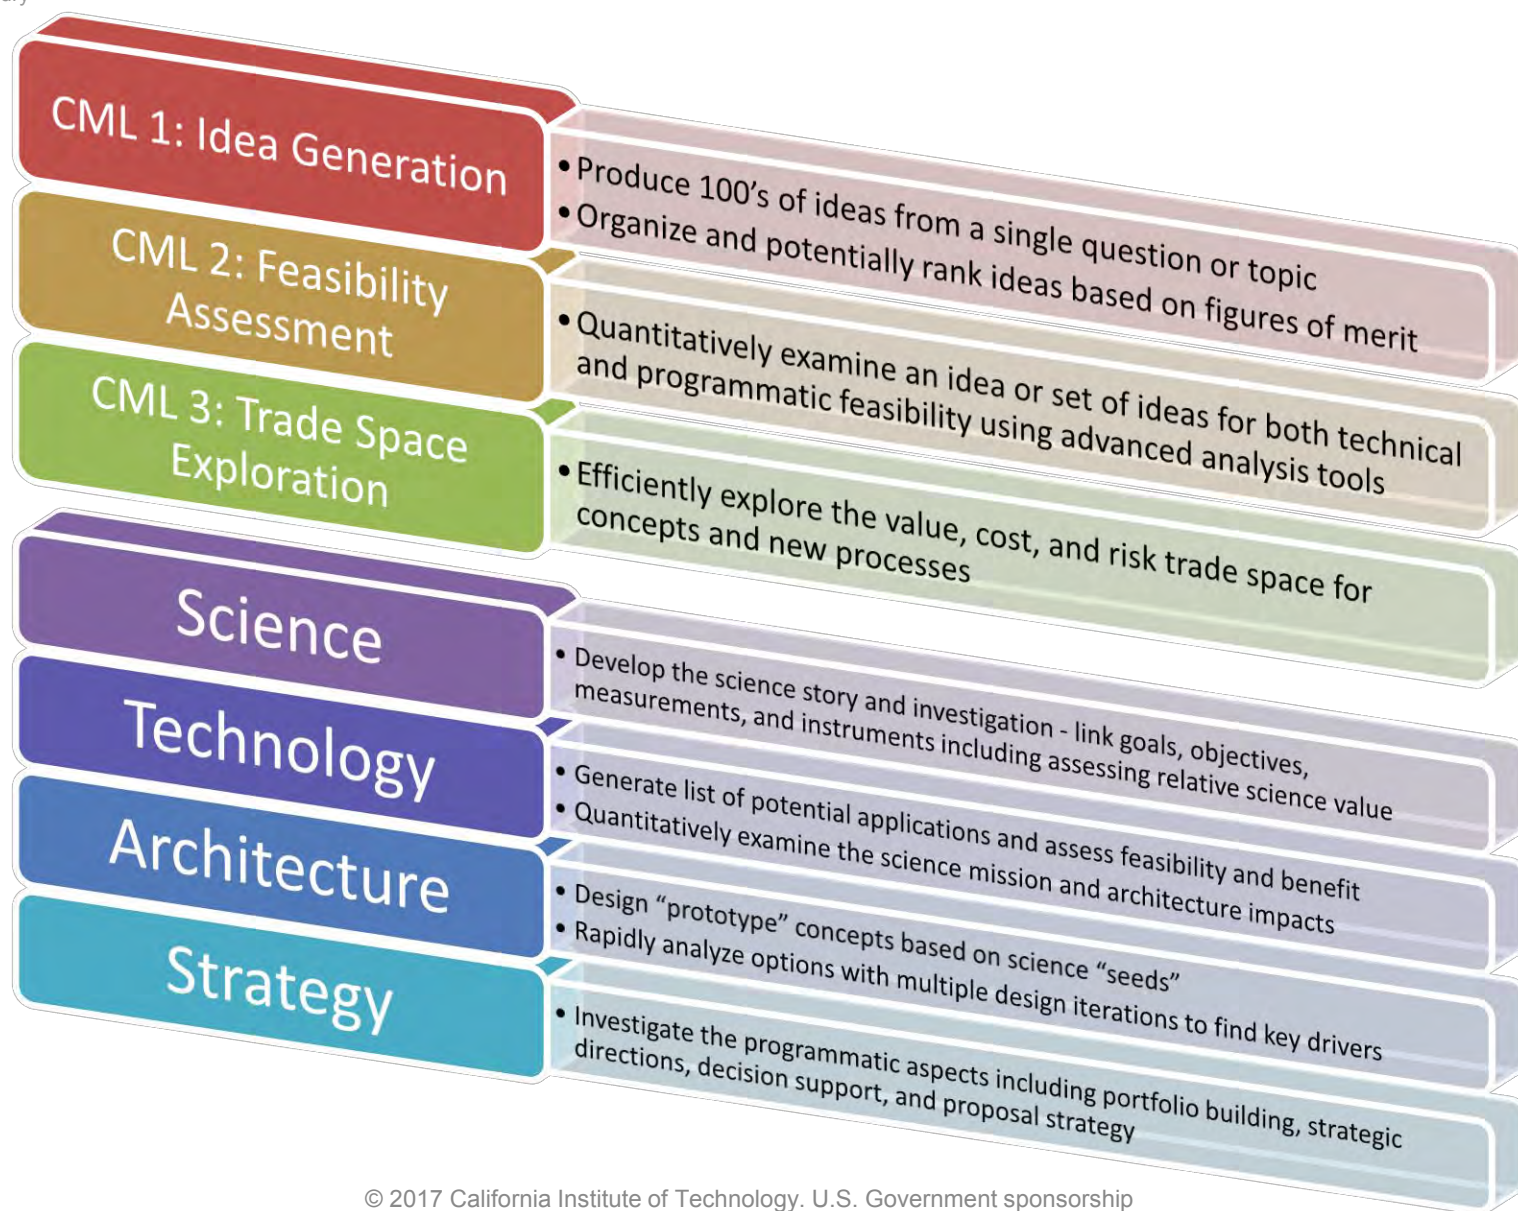 CML 1: Idea Generation
• Produce 100's of ideas from a single question or topic
• Organize and potentially rank ideas based on figures of merit
CML 2: Feasibility
Assessment
• Quantitatively examine an idea or set of ideas for both technical
and programmatic feasibility using advanced analysis tools
CML 3: Trade Space
Exploration
• Efficiently explore the value, cost, and risk trade space for
concepts and new processes
Science
• Develop the science story and investigation - link goals, objectives,
measurements, and instruments including assessing relative science value
Technology
• Generate list of potential applications and assess feasibility and benefit
• Quantitatively examine the science mission and architecture impacts
Architecture
• Design “prototype” concepts based on science “seeds”
• Rapidly analyze options with multiple design iterations to find key drivers
Strategy
• Investigate the programmatic aspects including portfolio building, strategic
directions, decision support, and proposal strategy
© 2017 California Institute of Technology. U.S. Government sponsorship